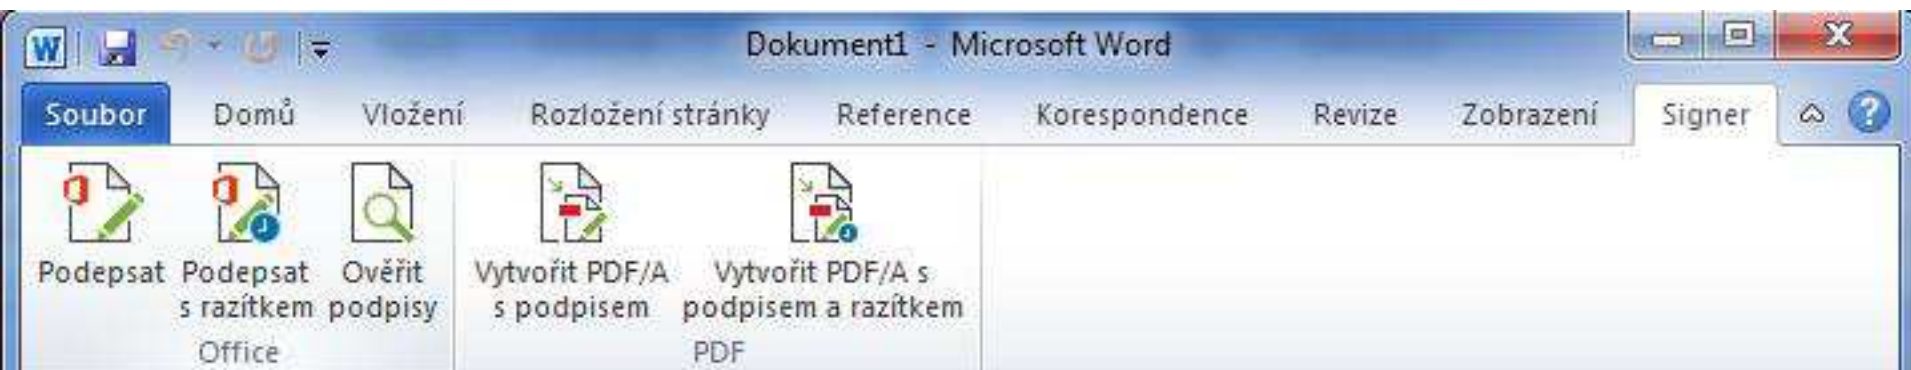 Dokument1 - Microsoft Word
Soubor Domů Vložení Rozložení stránky Reference Korespondence Revize Zobrazení Signer
Podepsat Podepsat Ověřit Vytvořit PDF/A Vytvořit PDF/A s
s razítkem podpisy s podpisem podpisem a razítkem
Office PDF